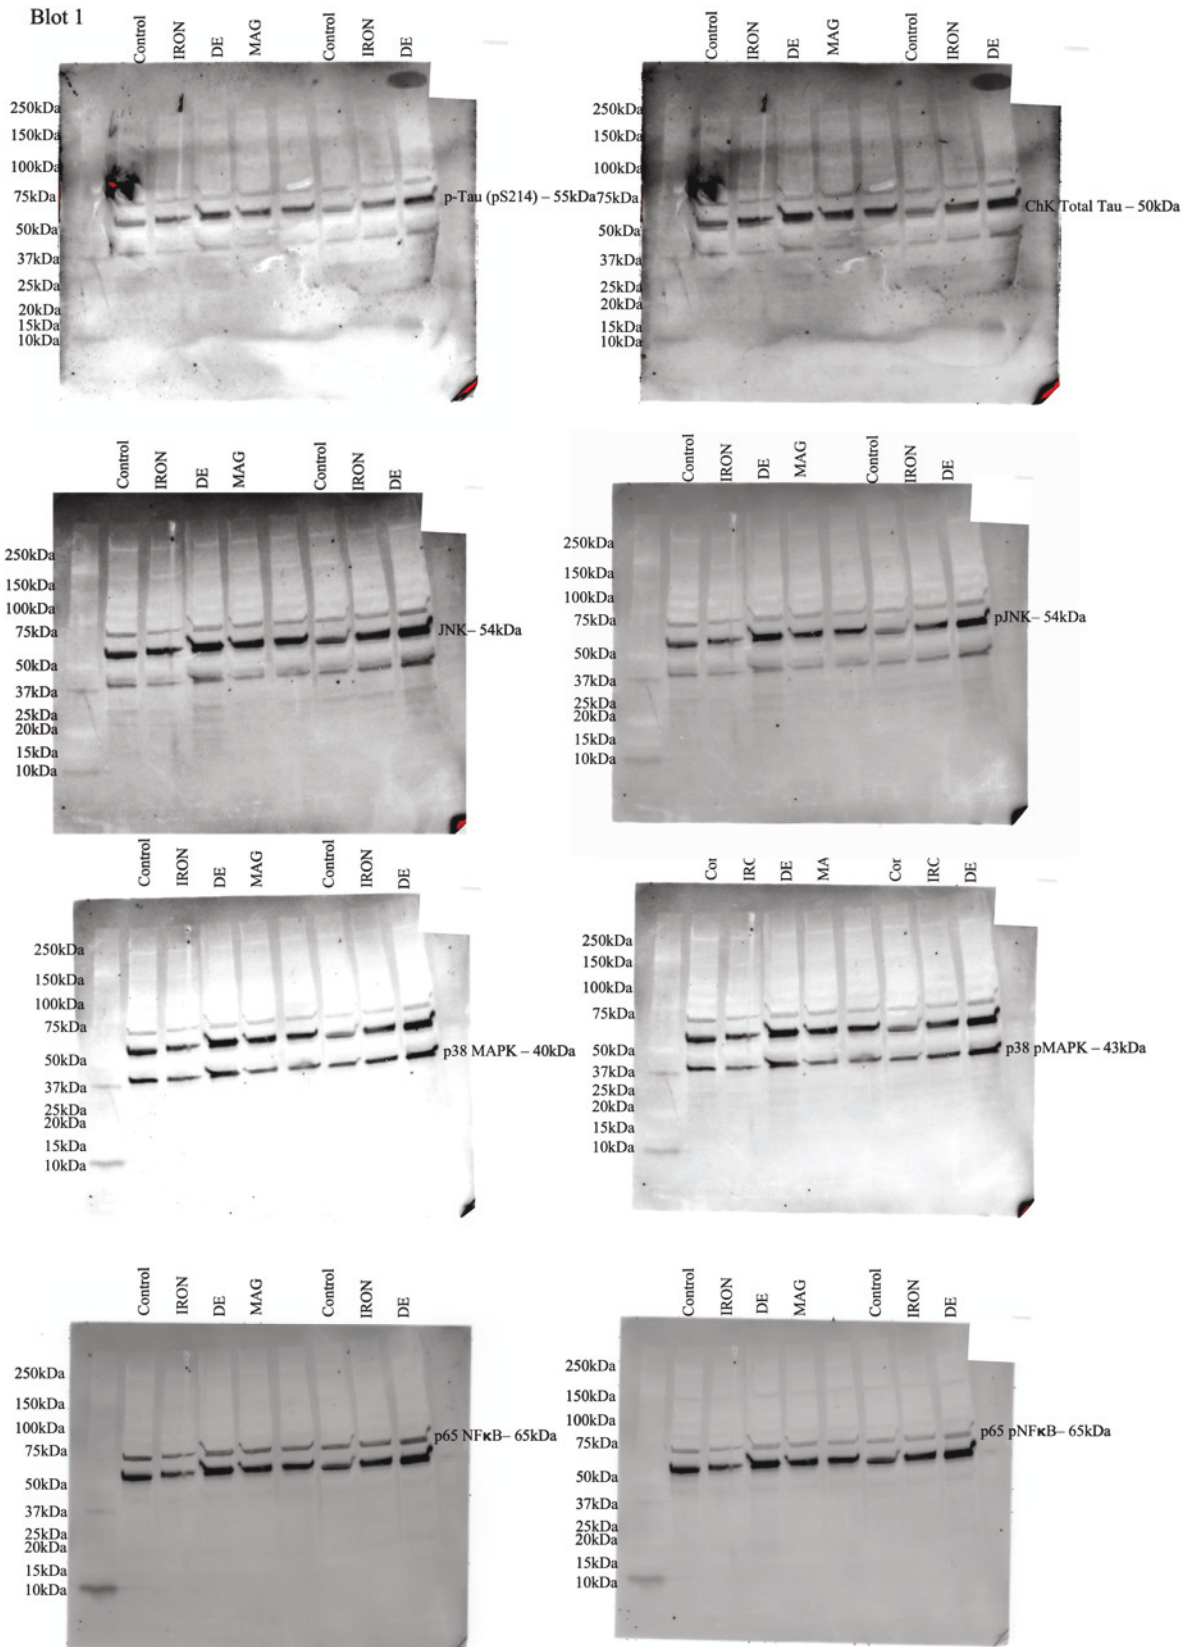 Blot 1
Control IRON DE MAG Control IRON DE
250kDa
150kDa
100kDa
75kDa
50kDa
37kDa
25kDa
20kDa
15kDa
10kDa
p-Tau (pS214) – 55kDa
Control IRON DE MAG Control IRON DE
250kDa
150kDa
100kDa
75kDa
50kDa
37kDa
25kDa
20kDa
15kDa
10kDa
ChK Total Tau – 50kDa
Control IRON DE MAG Control IRON DE
250kDa
150kDa
100kDa
75kDa
50kDa
37kDa
25kDa
20kDa
15kDa
10kDa
JNK– 54kDa
Control IRON DE MAG Control IRON DE
250kDa
150kDa
100kDa
75kDa
50kDa
37kDa
25kDa
20kDa
15kDa
10kDa
pJNK– 54kDa
Control IRON DE MAG Control IRON DE
250kDa
150kDa
100kDa
75kDa
50kDa
37kDa
25kDa
20kDa
15kDa
10kDa
p38 MAPK – 40kDa
Cor IRC DE MA Cor IRC DE
250kDa
150kDa
100kDa
75kDa
50kDa
37kDa
25kDa
20kDa
15kDa
10kDa
p38 pMAPK – 43kDa
Control IRON DE MAG Control IRON DE
250kDa
150kDa
100kDa
75kDa
50kDa
37kDa
25kDa
20kDa
15kDa
10kDa
p65 NFκB– 65kDa
Control IRON DE MAG Control IRON DE
250kDa
150kDa
100kDa
75kDa
50kDa
37kDa
25kDa
20kDa
15kDa
10kDa
p65 pNFκB– 65kDa